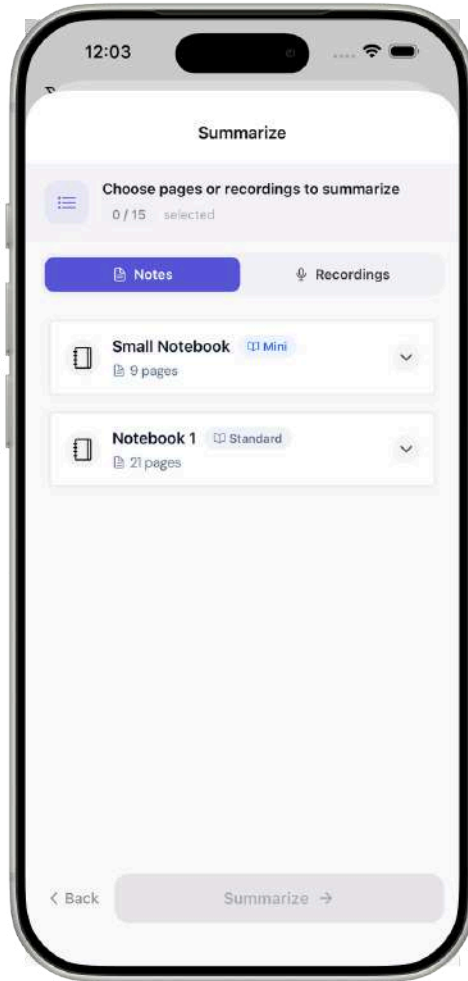 12:03
Summarize
Choose pages or recordings to summarize
0 / 15 selected
Notes
Recordings
Small Notebook Mini
9 pages
Notebook 1 Standard
21 pages
< Back
Summarize →